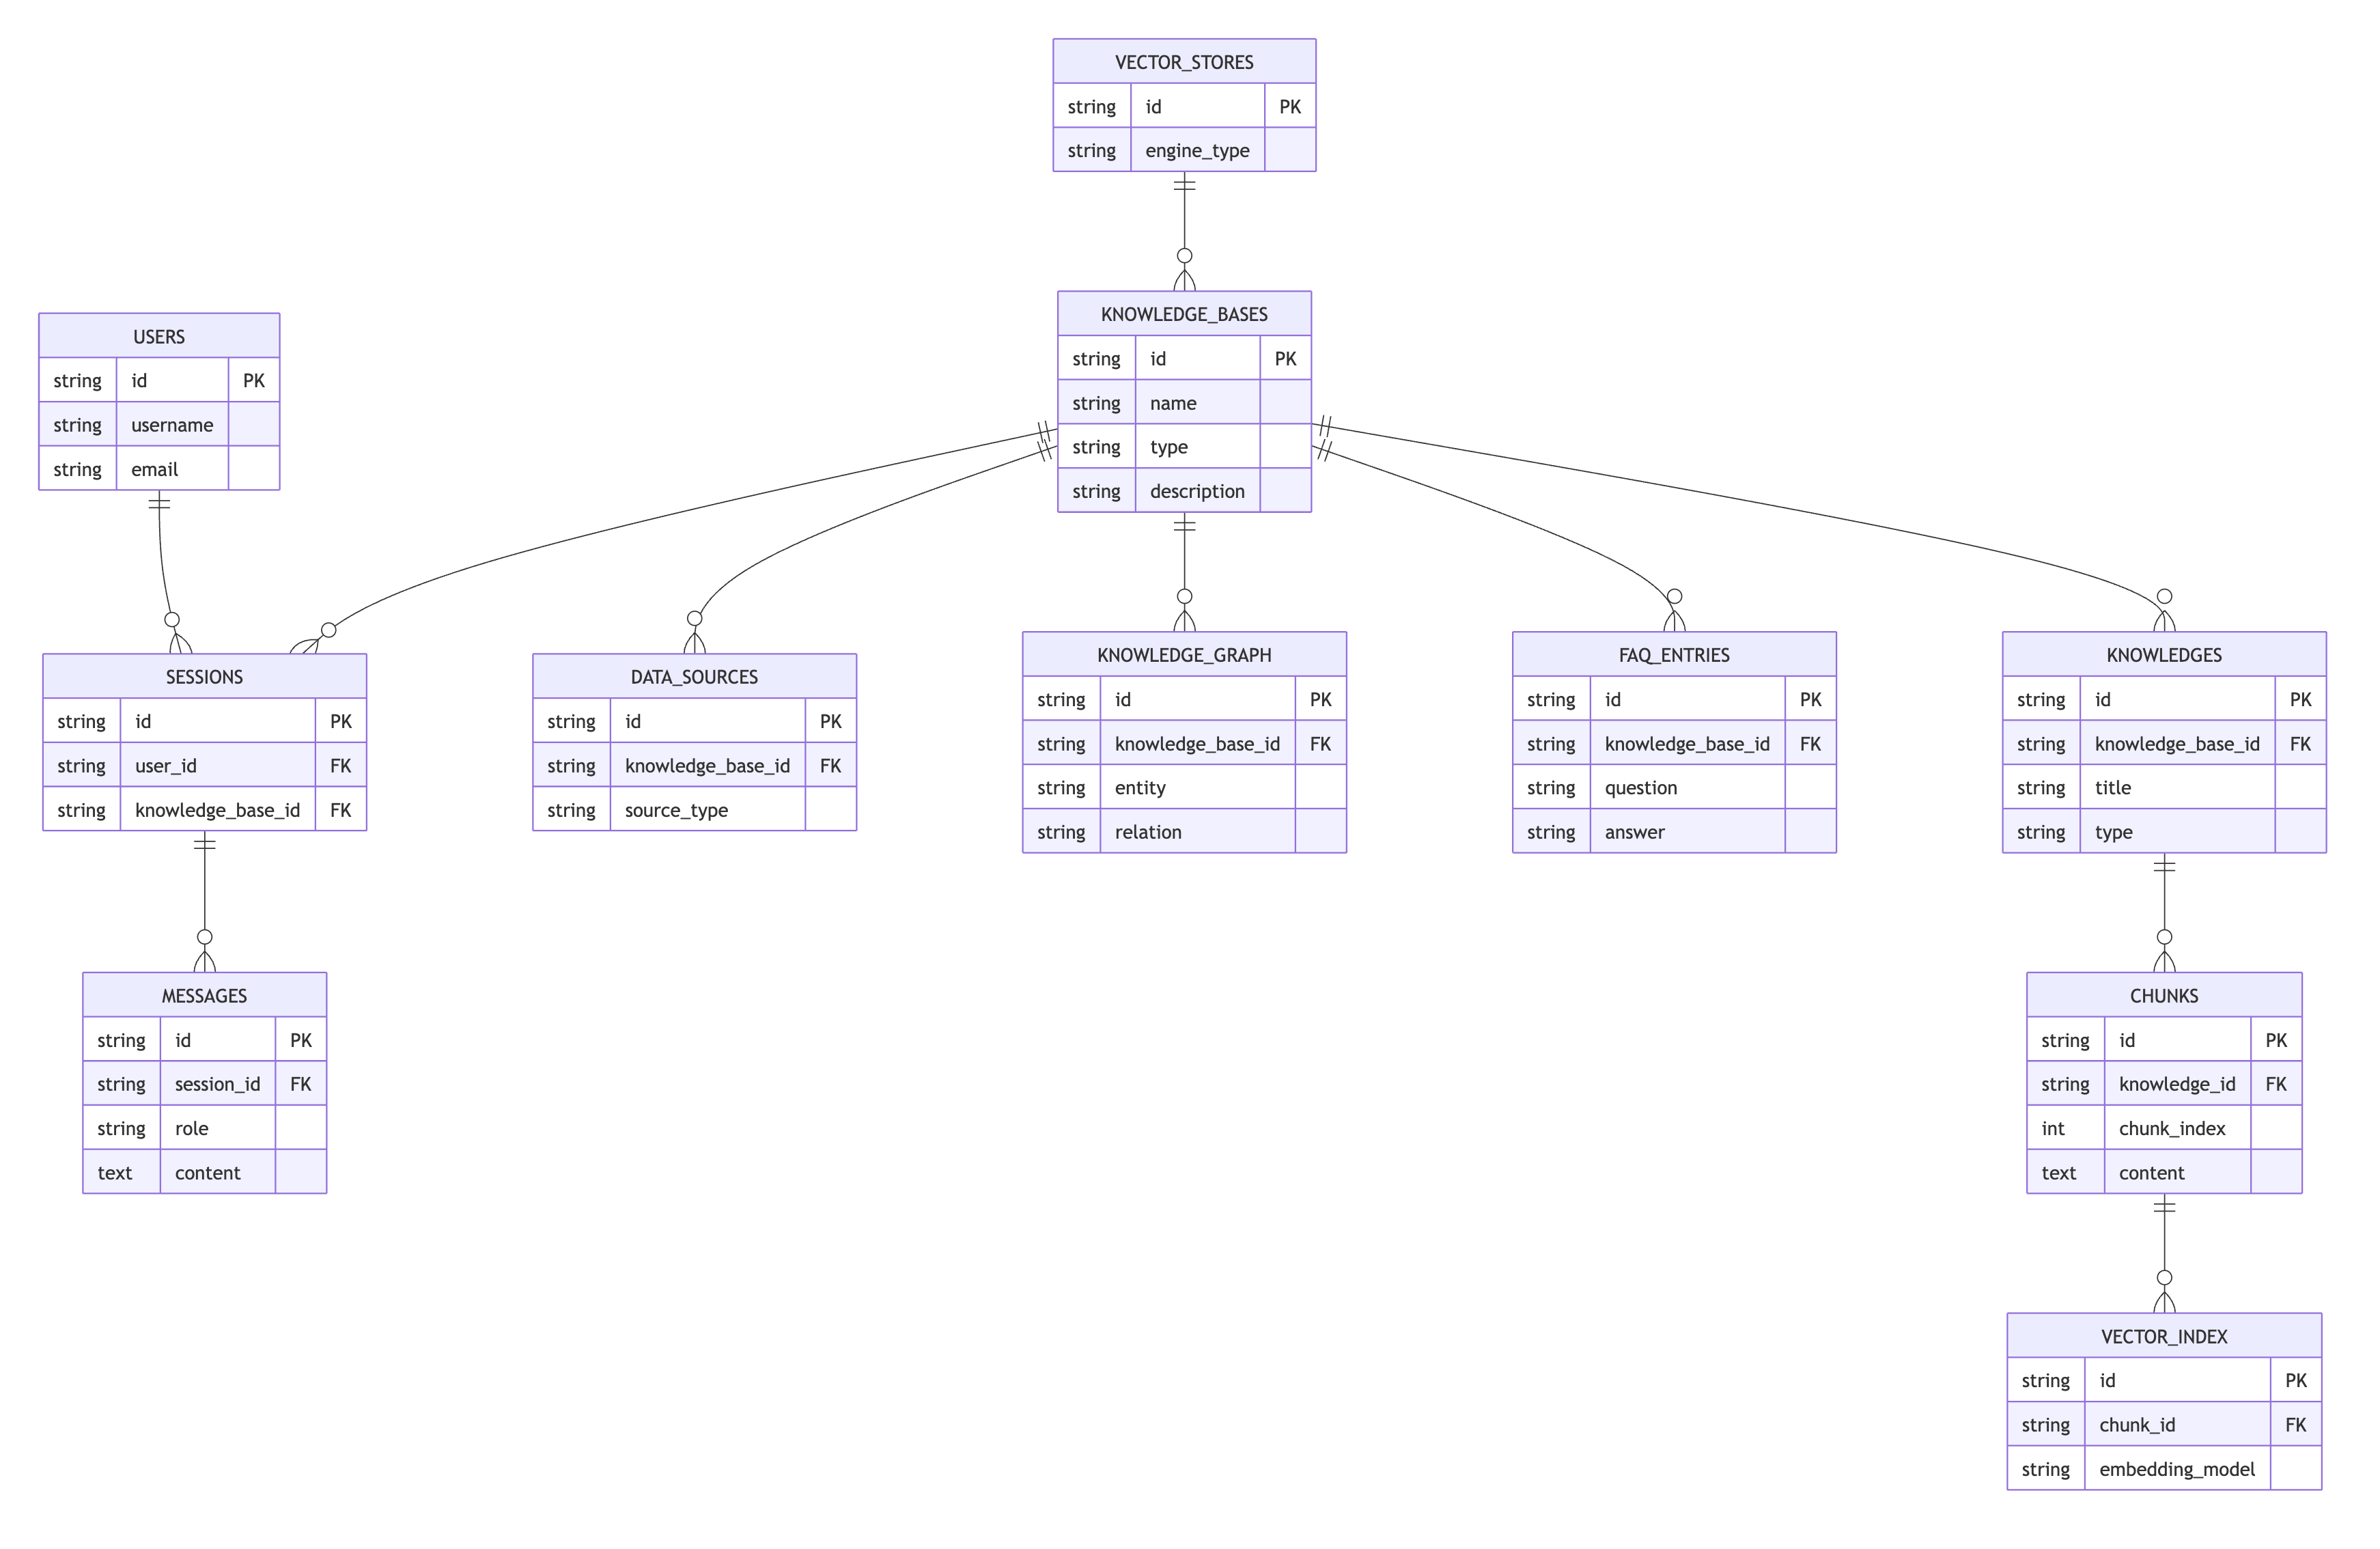 VECTOR_STORES
string id PK
string engine_type
KNOWLEDGE_BASES
string id PK
string name
string type
string description
USERS
string id PK
string username
string email
SESSIONS
string id PK
string user_id FK
string knowledge_base_id FK
DATA_SOURCES
string id PK
string knowledge_base_id FK
string source_type
KNOWLEDGE_GRAPH
string id PK
string knowledge_base_id FK
string entity
string relation
FAQ_ENTRIES
string id PK
string knowledge_base_id FK
string question
string answer
KNOWLEDGES
string id PK
string knowledge_base_id FK
string title
string type
MESSAGES
string id PK
string session_id FK
string role
text content
CHUNKS
string id PK
string knowledge_id FK
int chunk_index
text content
VECTOR_INDEX
string id PK
string chunk_id FK
string embedding_model